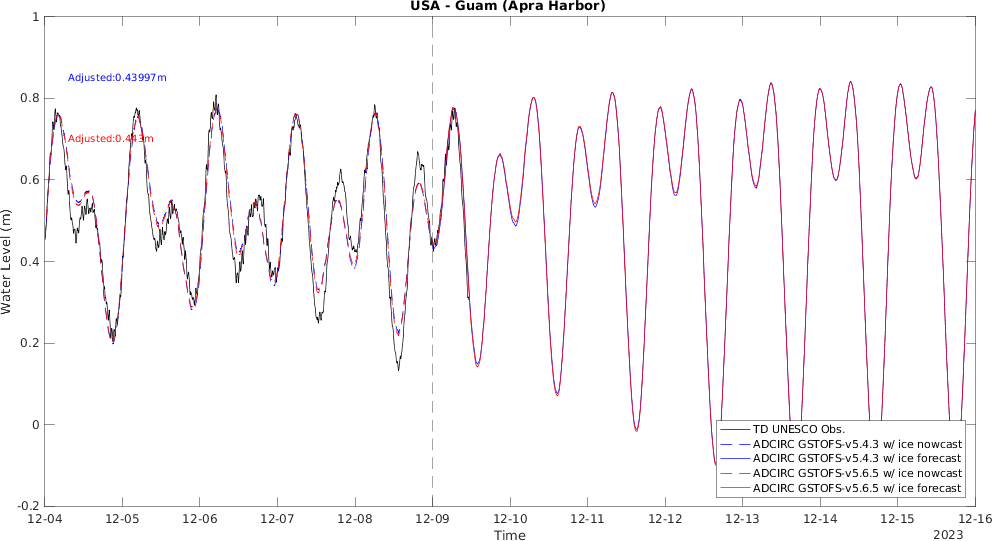 USA - Guam (Apra Harbor)
1
0.8
0.6
0.4
0.2
0
-0.2
Water Level (m)
Adjusted:0.43997m
Adjusted:0.443m
TD UNESCO Obs.
ADCIRC GSTOFS-v5.4.3 w/ ice nowcast
ADCIRC GSTOFS-v5.4.3 w/ ice forecast
ADCIRC GSTOFS-v5.6.5 w/ ice nowcast
ADCIRC GSTOFS-v5.6.5 w/ ice forecast
12-04 12-05 12-06 12-07 12-08 12-09 12-10 12-11 12-12 12-13 12-14 12-15 12-16
Time
2023